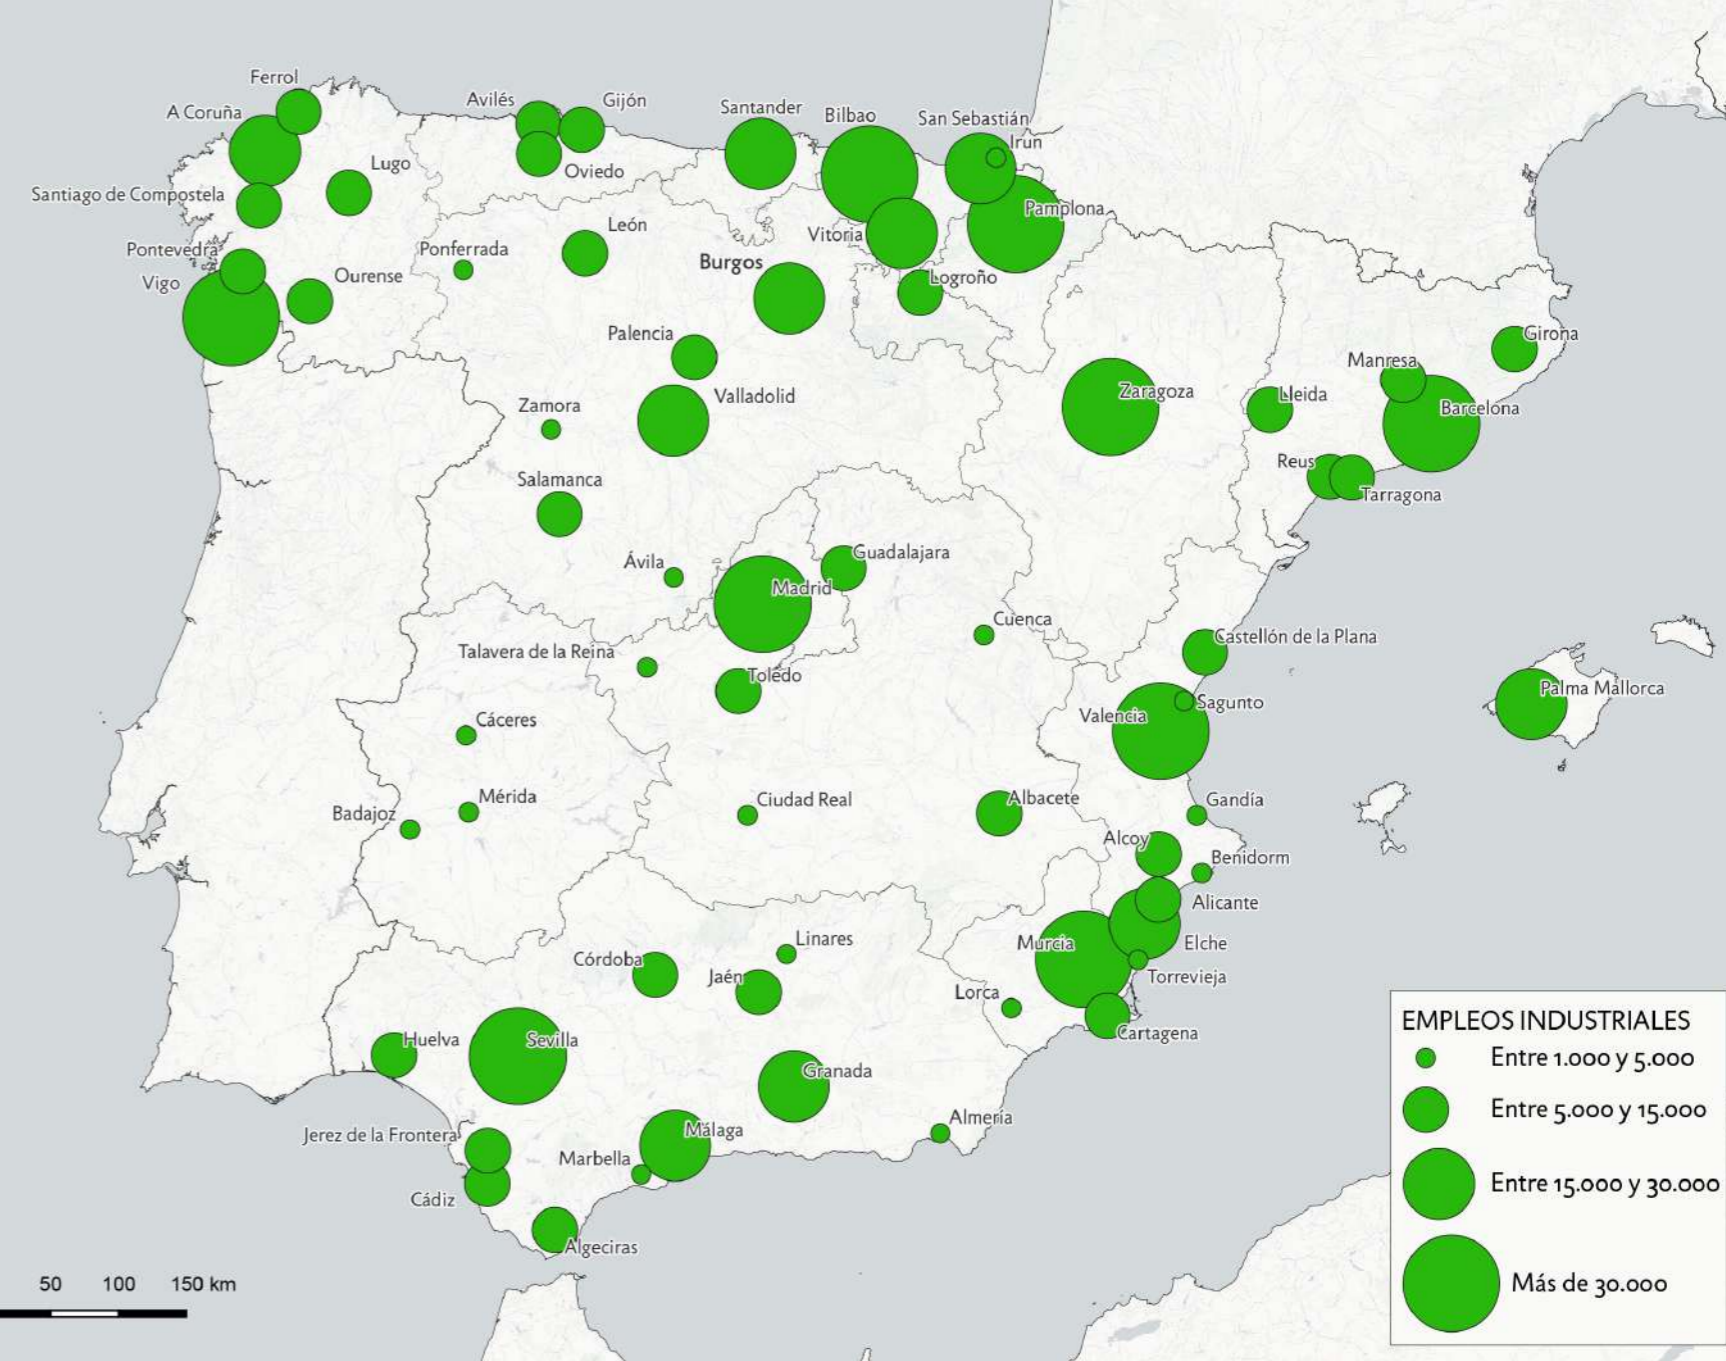 Ferrol
A Coruña
Avilés
Gijón
Santander
Bilbao
San Sebastián
Irún
Lugo
Oviedo
Santiago de Compostela
Pamplona
León
Vitoria
Pontevedra
Ponferrada
Burgos
Vigo
Ourense
Logroño
Palencia
Girona
Manresa
Zaragoza
Lleida
Valladolid
Zamora
Barcelona
Reus
Salamanca
Tarragona
Guadalajara
Ávila
Madrid
Cuenca
Castellón de la Plana
Talavera de la Reina
Toledo
Palma Mallorca
Sagunto
Valencia
Cáceres
Mérida
Ciudad Real
Albacete
Gandía
Badajoz
Alcoy
Benidorm
Alicante
Linares
Murcia
Elche
Córdoba
Jaén
Torrevieja
Lorca
Cartagena
Huelva
Sevilla
Granada
Almería
Málaga
Jerez de la Frontera
Marbella
Cádiz
Algeciras
EMPLEOS INDUSTRIALES
Entre 1.000 y 5.000
Entre 5.000 y 15.000
Entre 15.000 y 30.000
Más de 30.000
50 100 150 km